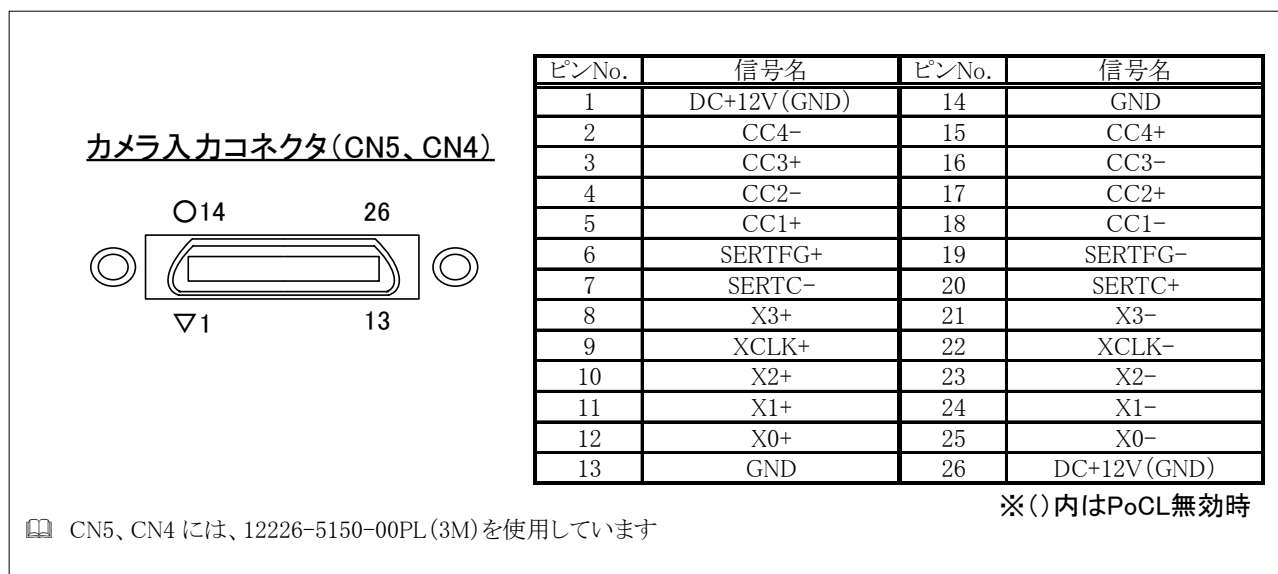 カメラ入力コネクタ(CN5、CN4)
○14 26
▽1 13
ピンNo. 信号名 ピンNo. 信号名
1 DC+12V(GND) 14 GND
2 CC4- 15 CC4+
3 CC3+ 16 CC3-
4 CC2- 17 CC2+
5 CC1+ 18 CC1-
6 SERTFG+ 19 SERTFG-
7 SERTC- 20 SERTC+
8 X3+ 21 X3-
9 XCLK+ 22 XCLK-
10 X2+ 23 X2-
11 X1+ 24 X1-
12 X0+ 25 X0-
13 GND 26 DC+12V(GND)
※()内はPoCL無効時
CN5、CN4 には、12226-5150-00PL(3M)を使用しています